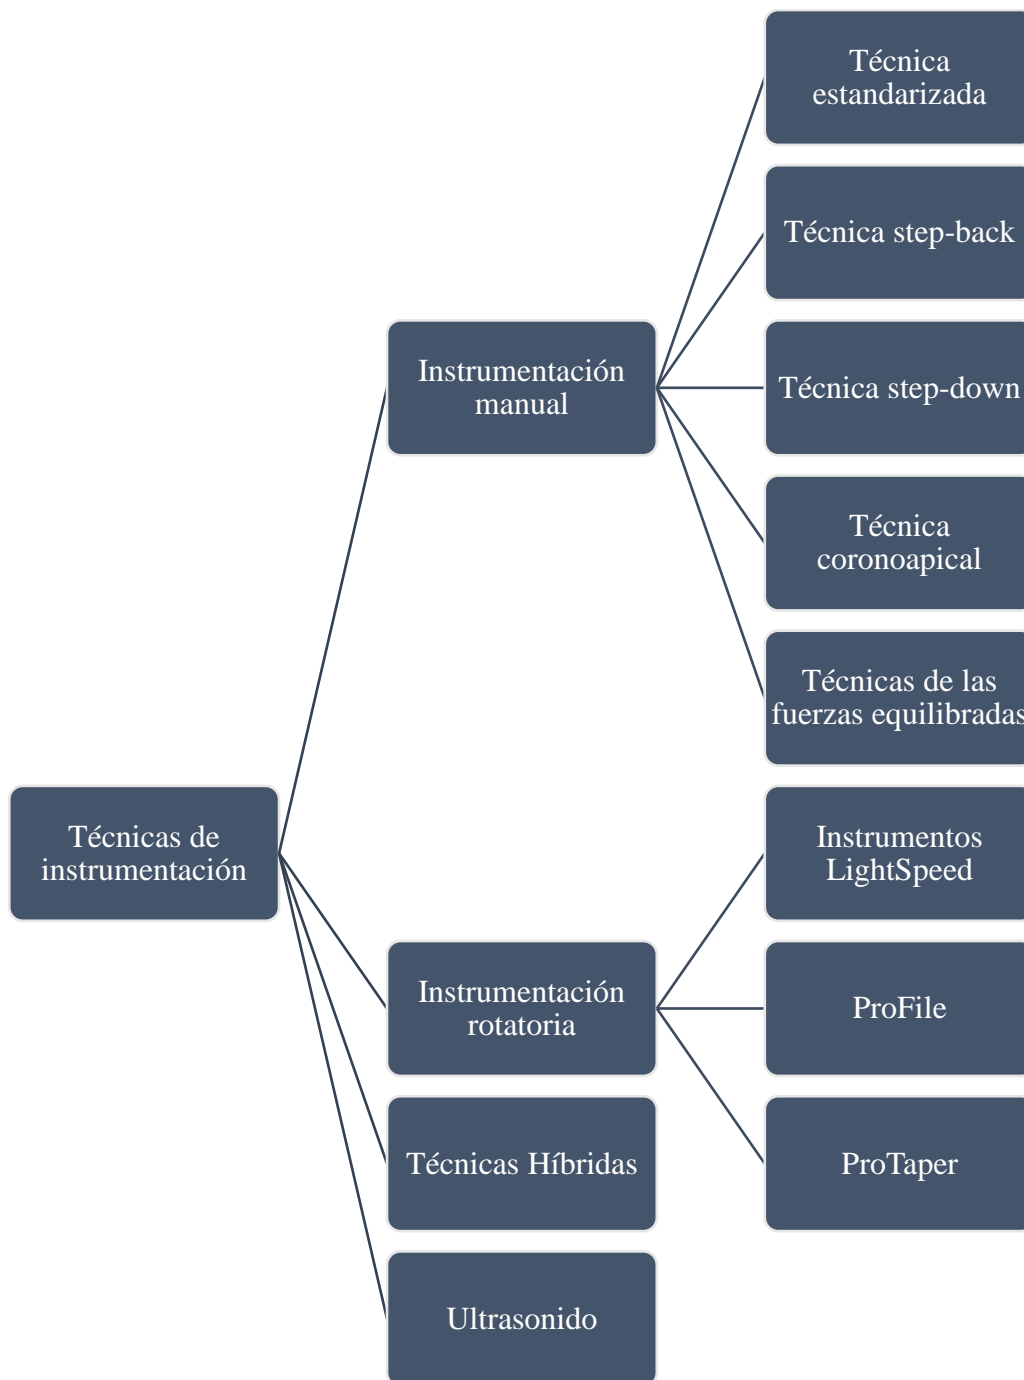 Técnicas de
instrumentación
Instrumentación
manual
Técnica
estandarizada
Técnica step-back
Técnica step-down
Técnica
coronoapical
Técnicas de las
fuerzas equilibradas
Instrumentación
rotatoria
Instrumentos
LightSpeed
ProFile
ProTaper
Técnicas Híbridas
Ultrasonido